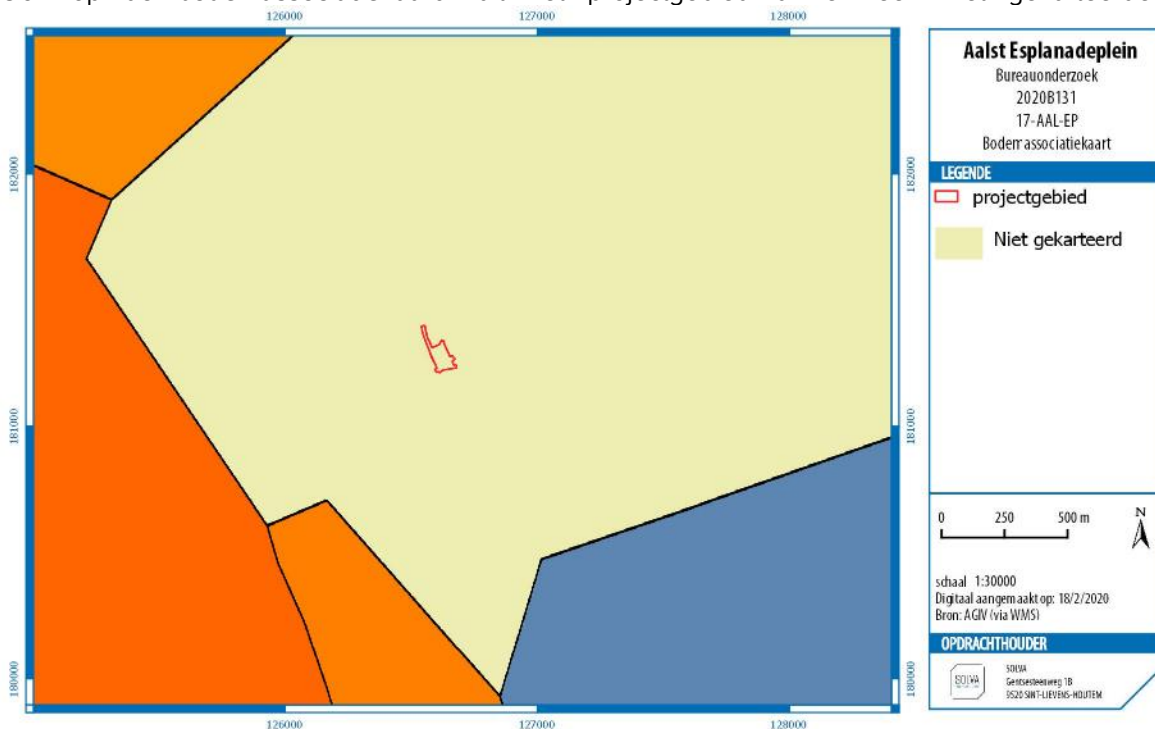 126000 127000 128000
182000 182000
181000 181000
180000 180000
126000 127000 128000
Aalst Esplanadeplein
Bureauonderzoek
2020B131
17-AAL-EP
Bodemassociatiekaart
LEGENDE
projectgebied
Niet gekarteerd
0 250 500 m
N
schaal 1:30000
Digitaal aangemaakt op: 18/2/2020
Bron: AGIV (via WMS)
OPDRACHTHOUDER
SOLVA
SOLVA
Gentsesteenweg 1B
9520 SINT-LIEVENS-HOUTEM